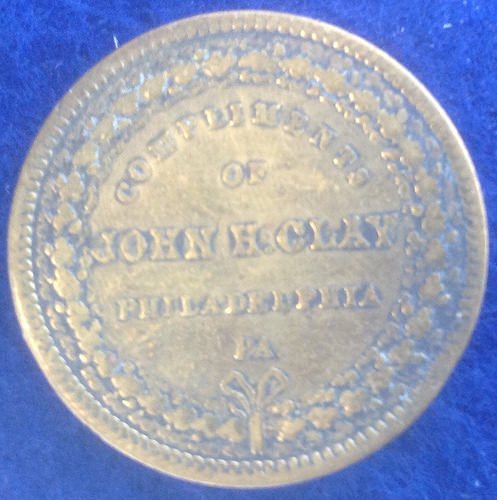 COMPLIMENTS
OF
JOHN H. CLAY
PHILADELPHIA
PA